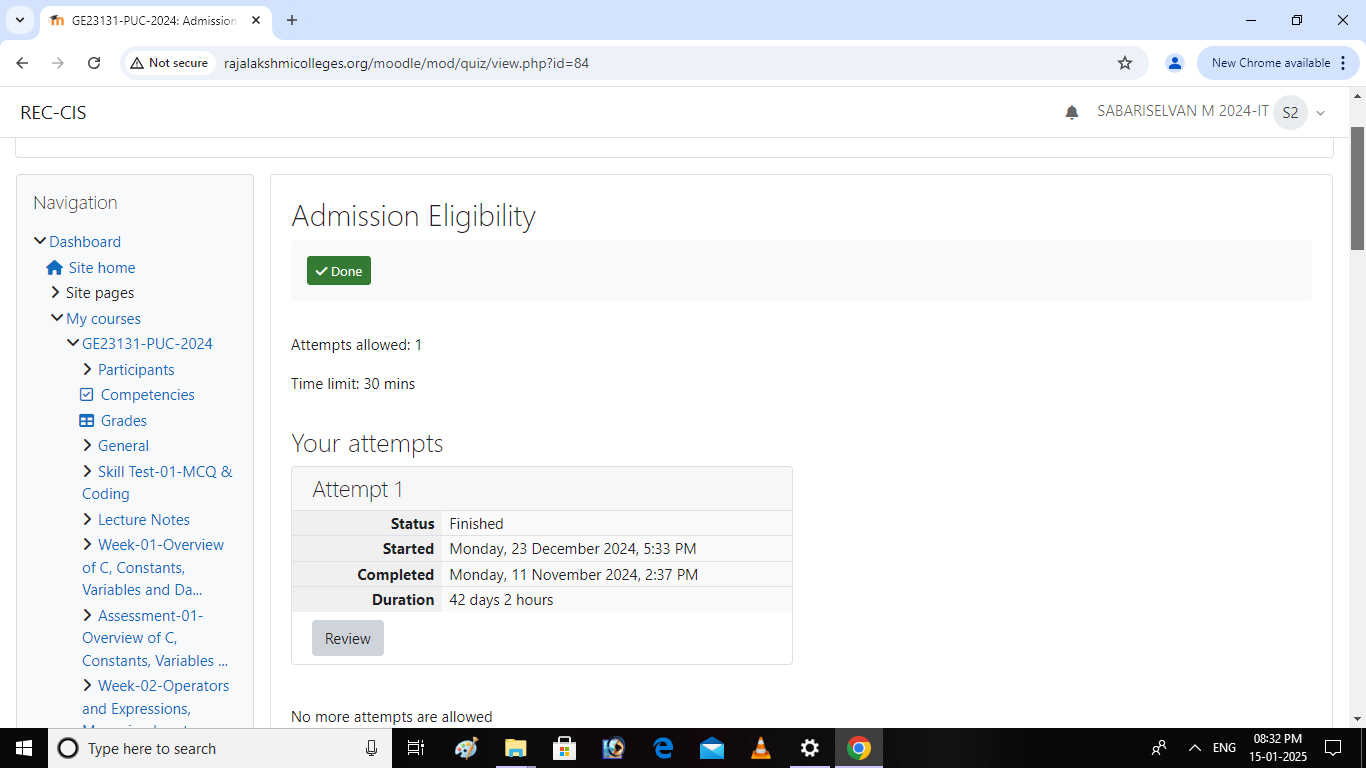 GE23131-PUC-2024: Admission
Not secure
rajalakshmicolleges.org/moodle/mod/quiz/view.php?id=84
New Chrome available
REC-CIS
SABARISELVAN M 2024-IT
S2
Navigation
Dashboard
Site home
Site pages
My courses
GE23131-PUC-2024
Participants
Competencies
Grades
General
Skill Test-01-MCQ &
Coding
Lecture Notes
Week-01-Overview
of C, Constants,
Variables and Da...
Assessment-01-
Overview of C,
Constants, Variables ...
Week-02-Operators
and Expressions,
Admission Eligibility
Done
Attempts allowed: 1
Time limit: 30 mins
Your attempts
Attempt 1
Status Finished
Started Monday, 23 December 2024, 5:33 PM
Completed Monday, 11 November 2024, 2:37 PM
Duration 42 days 2 hours
Review
No more attempts are allowed
Type here to search
ENG
08:32 PM
15-01-2025